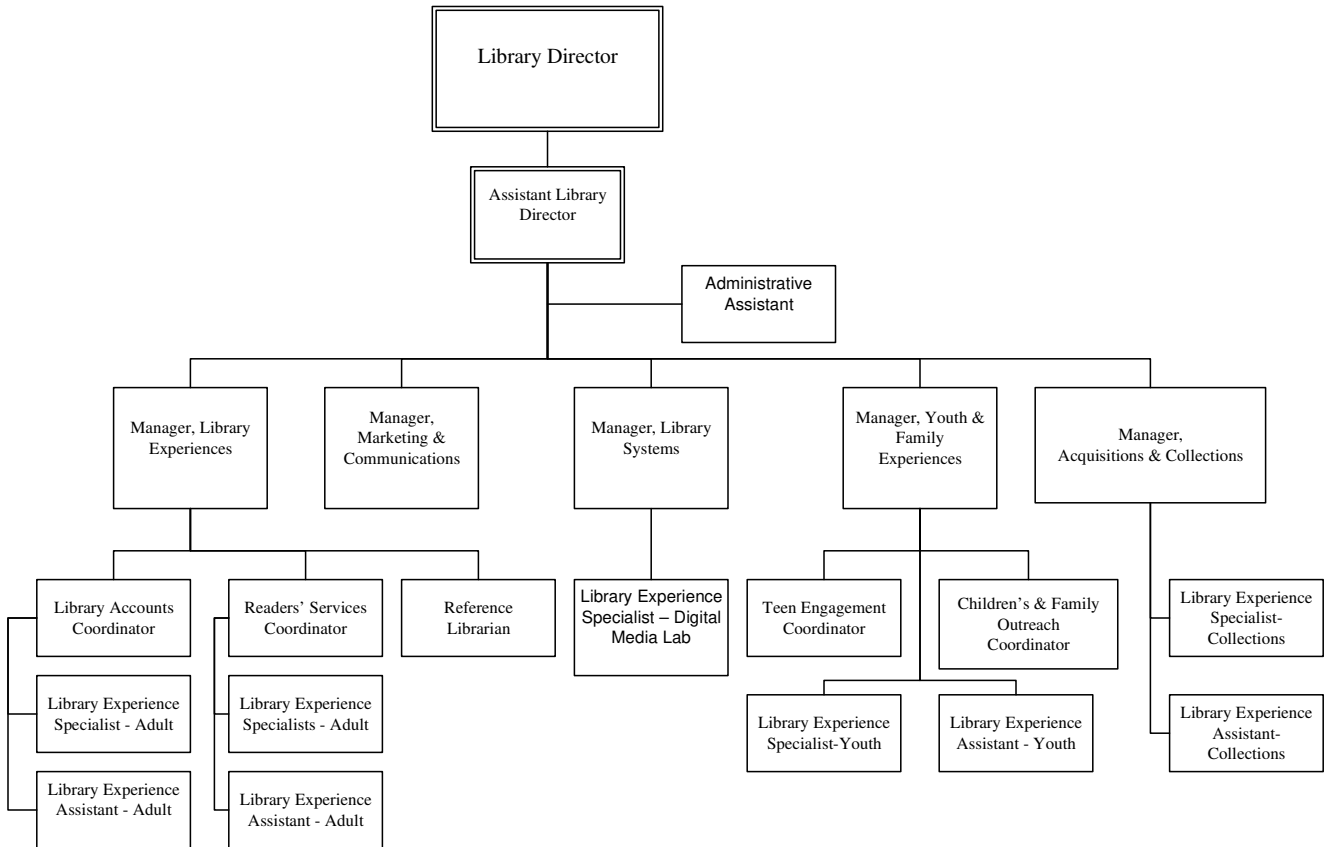 Library Director
Assistant Library
Director
Administrative
Assistant
Manager, Library
Experiences
Manager,
Marketing &
Communications
Manager, Library
Systems
Manager, Youth &
Family
Experiences
Manager,
Acquisitions & Collections
Library Accounts
Coordinator
Readers’ Services
Coordinator
Reference
Librarian
Library Experience
Specialist – Digital
Media Lab
Teen Engagement
Coordinator
Children’s & Family
Outreach
Coordinator
Library Experience
Specialist-
Collections
Library Experience
Specialist - Adult
Library Experience
Specialists - Adult
Library Experience
Specialist-Youth
Library Experience
Assistant - Youth
Library Experience
Assistant-
Collections
Library Experience
Assistant - Adult
Library Experience
Assistant - Adult